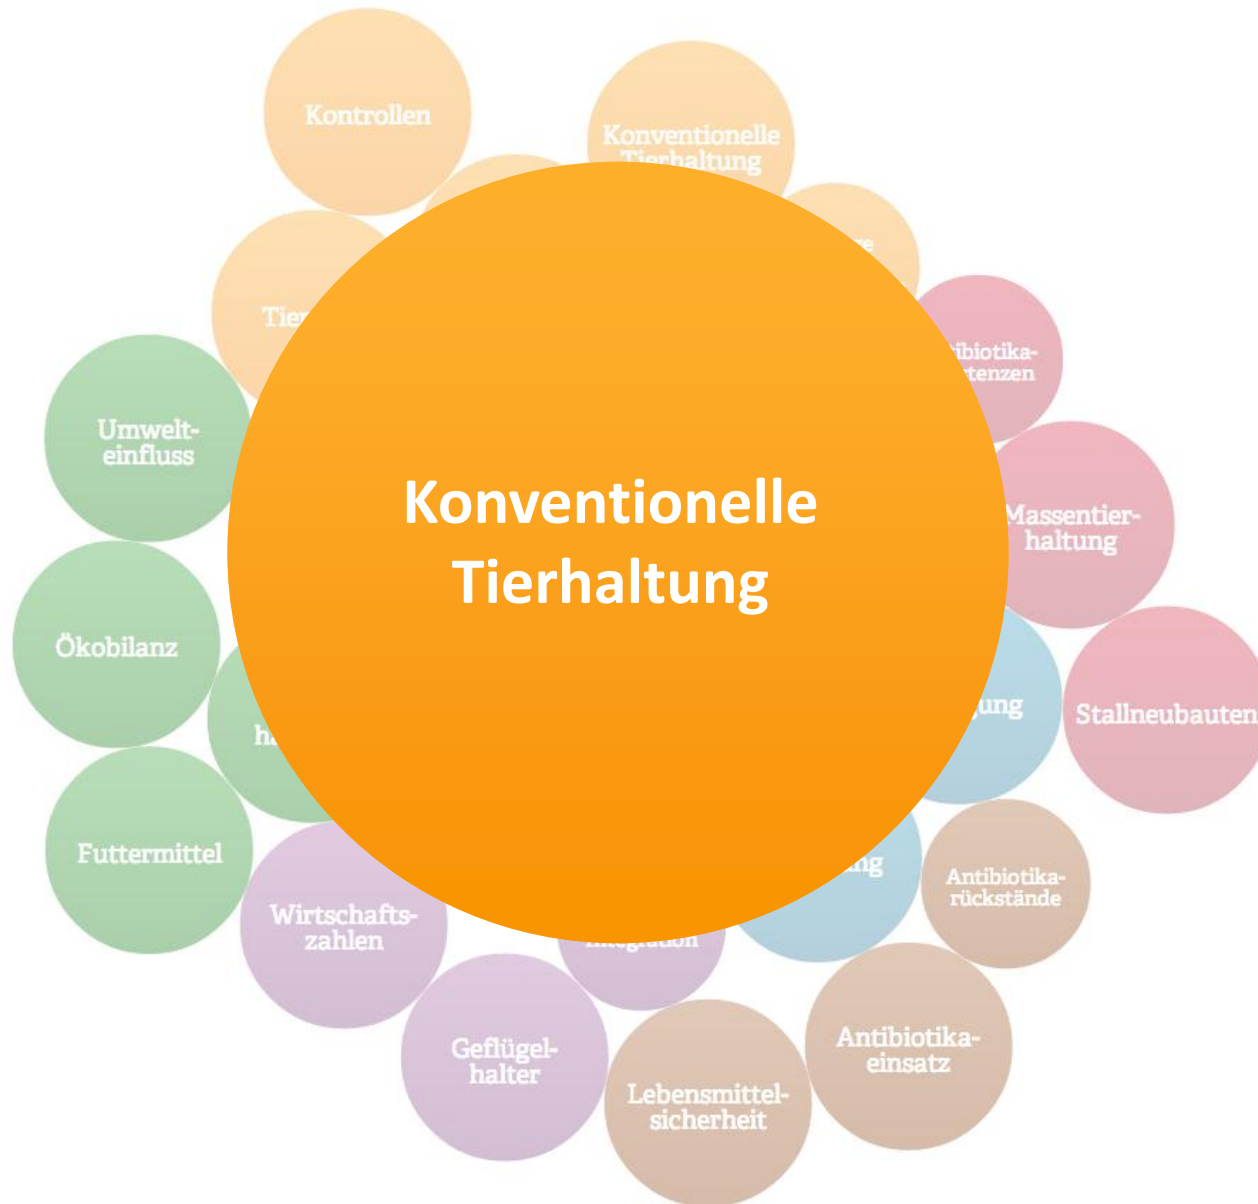 Kontrollen
Konventionelle
Tierhaltung
Umwelt-
einfluss
Konventionelle
Tierhaltung
Massentier-
haltung
Ökobilanz
Stallneubauten
Futtermittel
Antibiotika-
rückstände
Wirtschafts-
zahlen
Integration
Geflügel-
halter
Antibiotika-
einsatz
Lebensmittel-
sicherheit